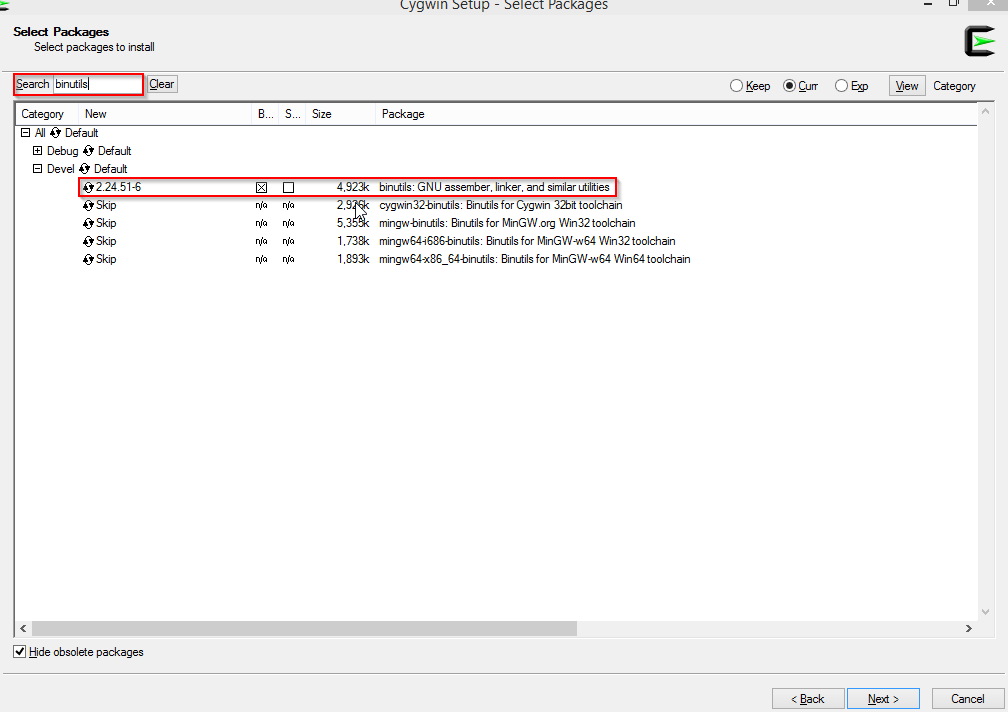 Cygwin Setup - Select Packages
Select Packages
Select packages to install
Search binutils Clear Keep Curr Exp View Category
Category New B... S... Size Package
All Default
Debug Default
Devel Default
2.24.51-6 4,923k binutils: GNU assember, linker, and similar utilities
Skip n/a n/a 2,926k cygwin32-binutils: Binutils for Cygwin 32bit toolchain
Skip n/a n/a 5,355k mingw-binutils: Binutils for MinGW.org Win32 toolchain
Skip n/a n/a 1,738k mingw64-i686-binutils: Binutils for MinGW-w64 Win32 toolchain
Skip n/a n/a 1,893k mingw64-x86_64-binutils: Binutils for MinGW-w64 Win64 toolchain
Hide obsolete packages
< Back Next > Cancel